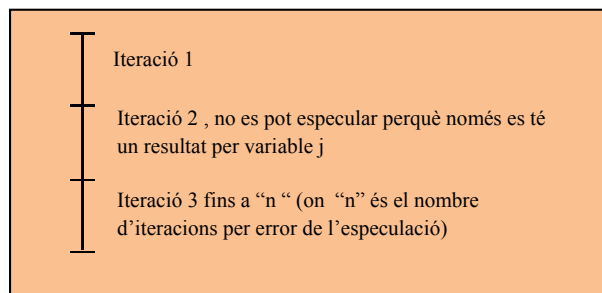 Iteració 1
Iteració 2 , no es pot especular perquè només es té
un resultat per variable j
Iteració 3 fins a “n “ (on “n” és el nombre
d’iteracions per error de l’especulació)